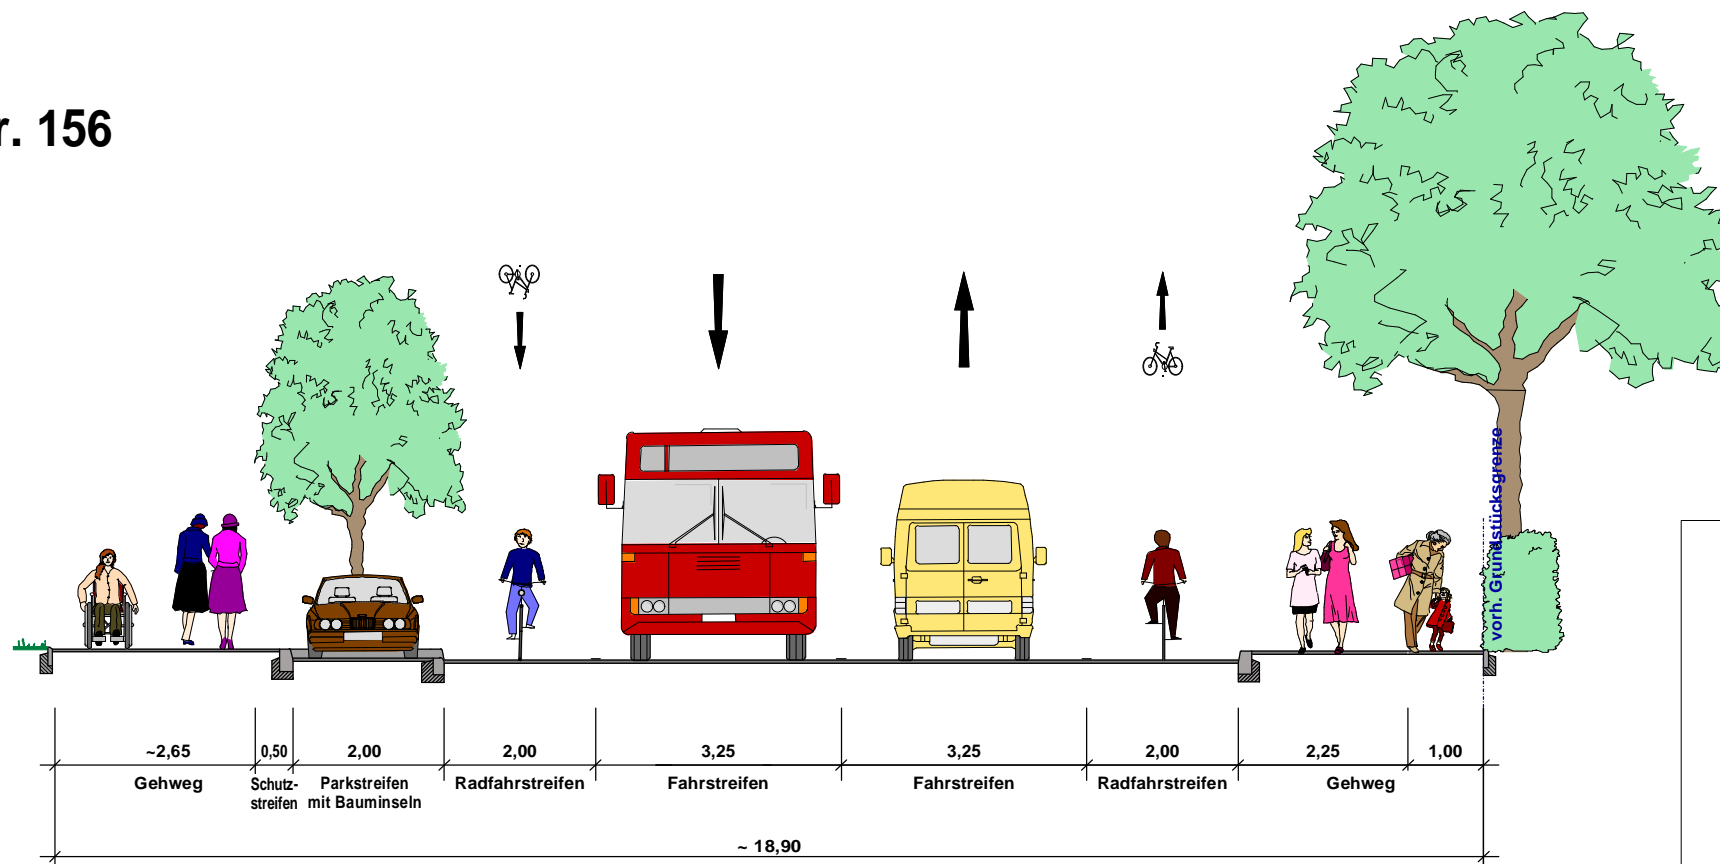 r. 156
vorh. Grundstücksgrenze
~2,65 0,50 2,00 2,00 3,25 3,25 2,00 2,25 1,00
Gehweg Schutz- Parkstreifen Radfahrstreifen Fahrstreifen Fahrstreifen Radfahrstreifen Gehweg
streifen mit Bauminseln
~ 18,90